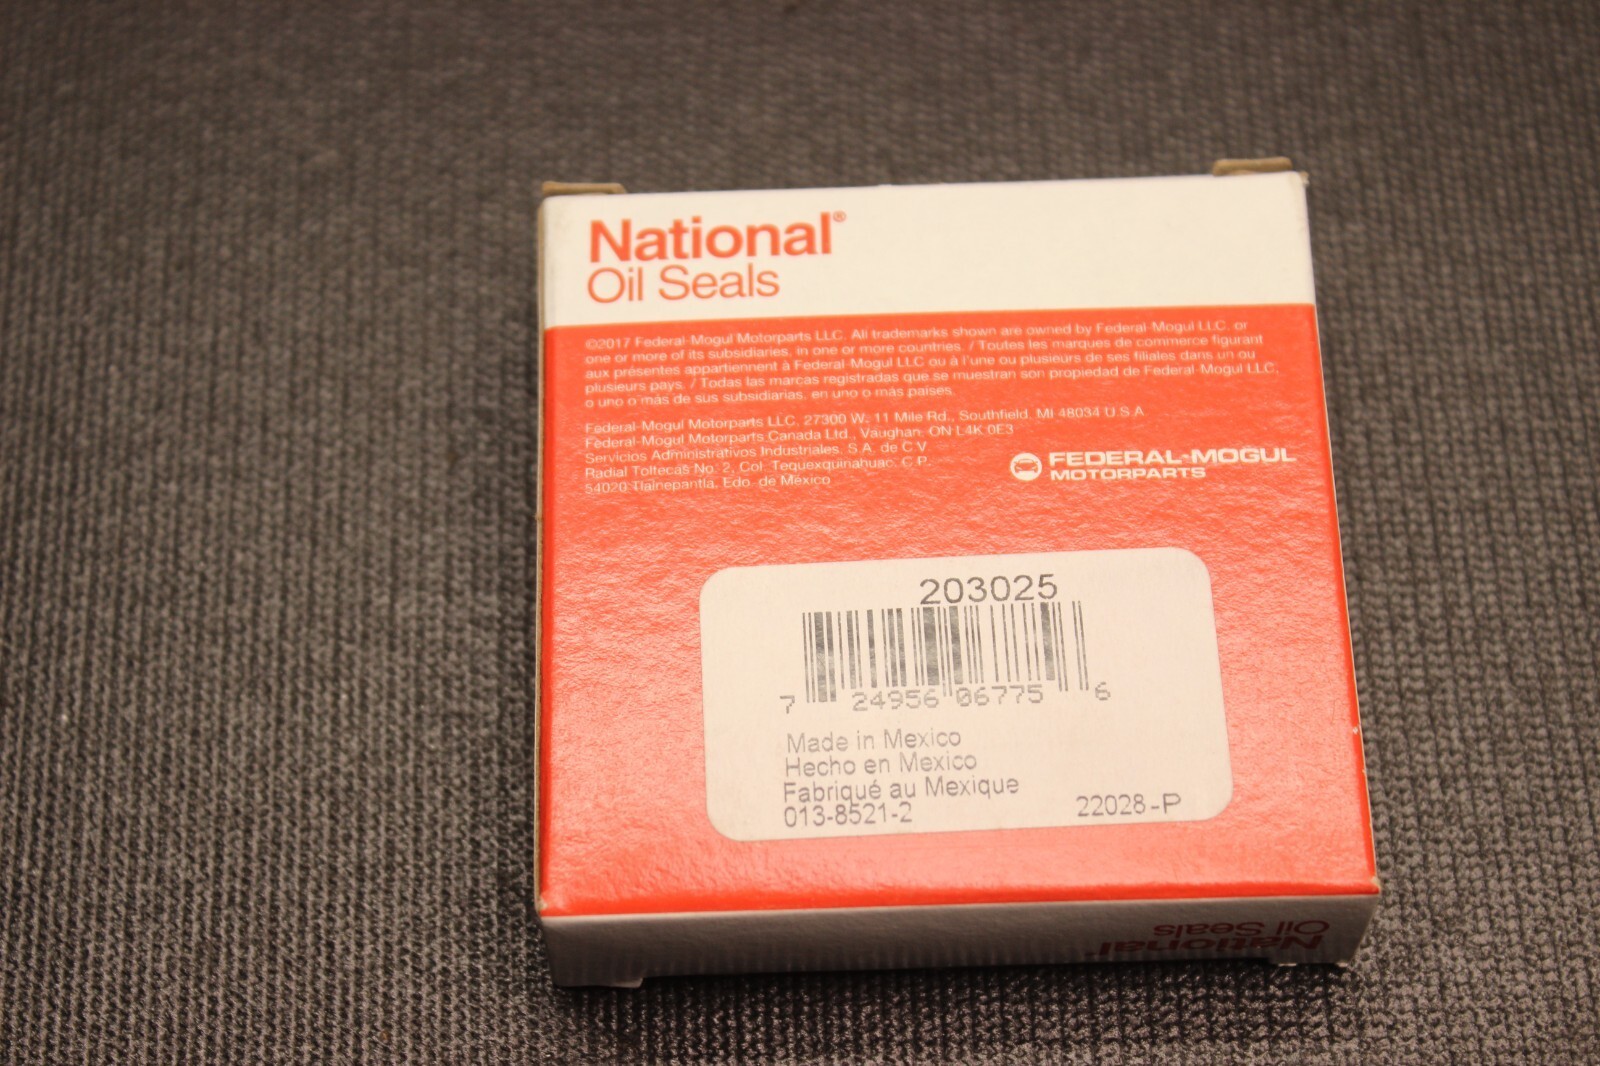 National®
Oil Seals
©2017 Federal-Mogul Motorparts LLC. All trademarks shown are owned by Federal-Mogul LLC. or
one or more of its subsidiaries, in one or more countries. / Toutes les marques de commerce figurant
aux présentes appartiennent à Federal-Mogul LLC ou à l'une ou plusieurs de ses filiales dans un ou
plusieurs pays. / Todas las marcas registradas que se muestran son propiedad de Federal-Mogul LLC,
o uno o más de sus subsidiarias, en uno o más países.
Federal-Mogul Motorparts LLC, 27300 W. 11 Mile Rd., Southfield, MI 48034 U.S.A.
Federal-Mogul Motorparts Canada Ltd., Vaughan, ON L4K 0E3
Servicios Administrativos Industriales, S.A. de C.V.
Radial Toltecas No. 2, Col. Tequexquinahuac, C.P.
54020 Tlalnepantla, Edo. de México
FEDERAL-MOGUL
MOTORPARTS
203025
7 24956 06775 6
Made in Mexico
Hecho en Mexico
Fabriqué au Mexique
013-8521-2 22028-P
National
Oil Seals